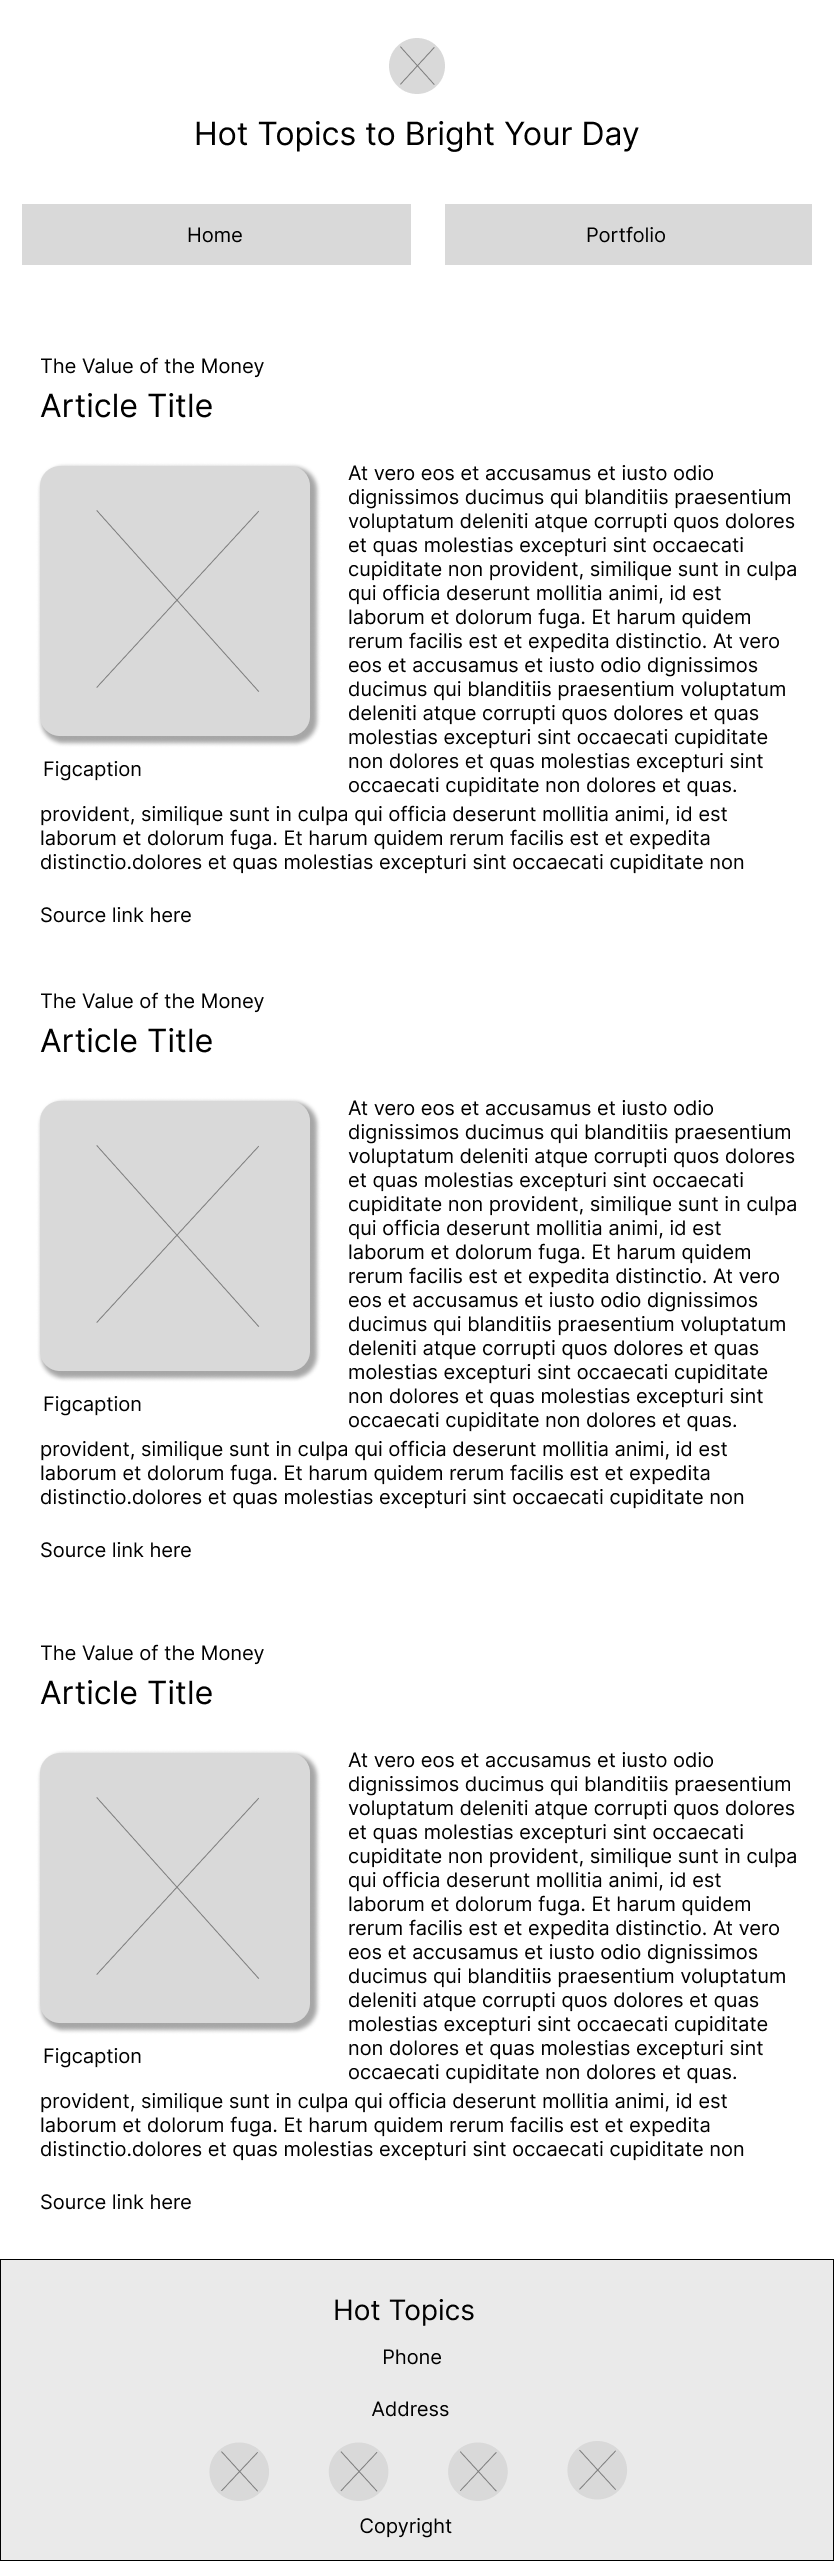 Hot Topics to Bright Your Day
Home
Portfolio
The Value of the Money
Article Title
At vero eos et accusamus et iusto odio
dignissimos ducimus qui blanditiis praesentium
voluptatum deleniti atque corrupti quos dolores
et quas molestias excepturi sint occaecati
cupiditate non provident, similique sunt in culpa
qui officia deserunt mollitia animi, id est
laborum et dolorum fuga. Et harum quidem
rerum facilis est et expedita distinctio. At vero
eos et accusamus et iusto odio dignissimos
ducimus qui blanditiis praesentium voluptatum
deleniti atque corrupti quos dolores et quas
molestias excepturi sint occaecati cupiditate
non dolores et quas molestias excepturi sint
occaecati cupiditate non dolores et quas.
Figcaption
provident, similique sunt in culpa qui officia deserunt mollitia animi, id est
laborum et dolorum fuga. Et harum quidem rerum facilis est et expedita
distinctio.dolores et quas molestias excepturi sint occaecati cupiditate non
Source link here
The Value of the Money
Article Title
At vero eos et accusamus et iusto odio
dignissimos ducimus qui blanditiis praesentium
voluptatum deleniti atque corrupti quos dolores
et quas molestias excepturi sint occaecati
cupiditate non provident, similique sunt in culpa
qui officia deserunt mollitia animi, id est
laborum et dolorum fuga. Et harum quidem
rerum facilis est et expedita distinctio. At vero
eos et accusamus et iusto odio dignissimos
ducimus qui blanditiis praesentium voluptatum
deleniti atque corrupti quos dolores et quas
molestias excepturi sint occaecati cupiditate
non dolores et quas molestias excepturi sint
occaecati cupiditate non dolores et quas.
Figcaption
provident, similique sunt in culpa qui officia deserunt mollitia animi, id est
laborum et dolorum fuga. Et harum quidem rerum facilis est et expedita
distinctio.dolores et quas molestias excepturi sint occaecati cupiditate non
Source link here
The Value of the Money
Article Title
At vero eos et accusamus et iusto odio
dignissimos ducimus qui blanditiis praesentium
voluptatum deleniti atque corrupti quos dolores
et quas molestias excepturi sint occaecati
cupiditate non provident, similique sunt in culpa
qui officia deserunt mollitia animi, id est
laborum et dolorum fuga. Et harum quidem
rerum facilis est et expedita distinctio. At vero
eos et accusamus et iusto odio dignissimos
ducimus qui blanditiis praesentium voluptatum
deleniti atque corrupti quos dolores et quas
molestias excepturi sint occaecati cupiditate
non dolores et quas molestias excepturi sint
occaecati cupiditate non dolores et quas.
Figcaption
provident, similique sunt in culpa qui officia deserunt mollitia animi, id est
laborum et dolorum fuga. Et harum quidem rerum facilis est et expedita
distinctio.dolores et quas molestias excepturi sint occaecati cupiditate non
Source link here
Hot Topics
Phone
Address
Copyright